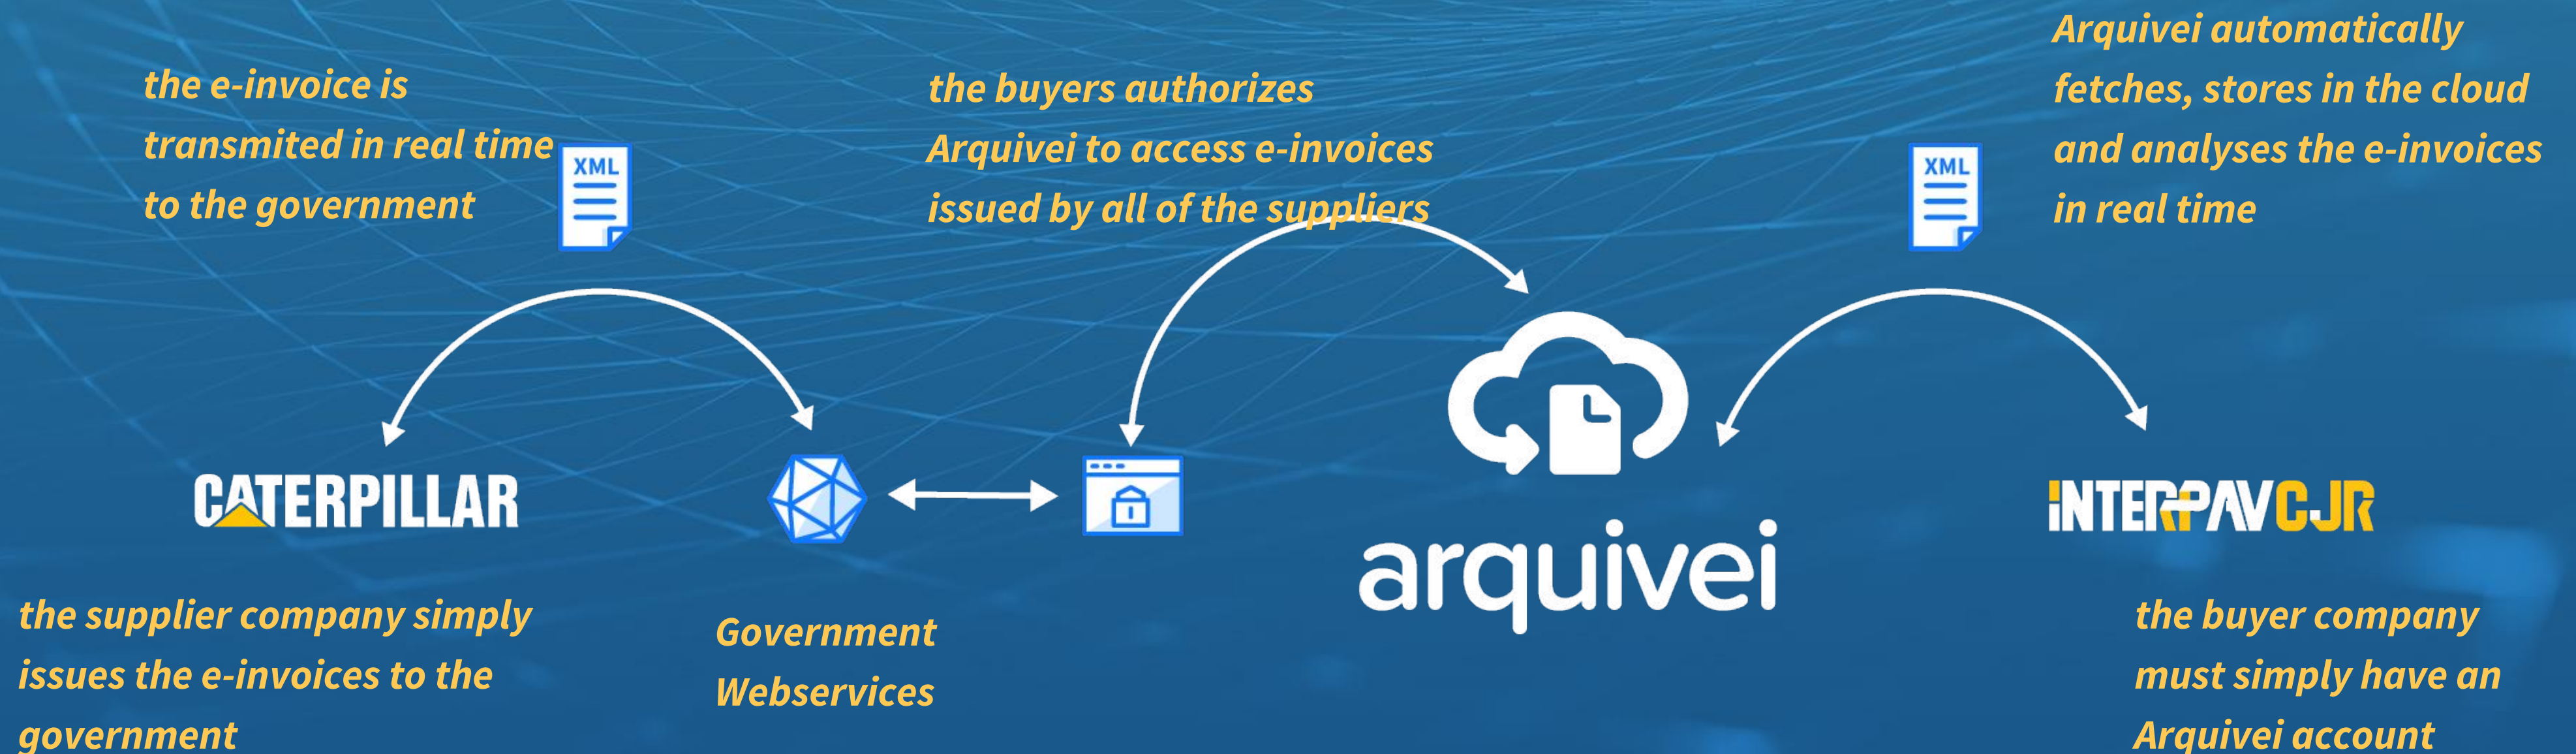 the e-invoice is
transmited in real time
to the government
XML
the buyers authorizes
Arquivei to access e-invoices
issued by all of the suppliers
XML
Arquivei automatically
fetches, stores in the cloud
and analyses the e-invoices
in real time
CATERPILLAR
arquivei
INTERPAVCJR
the supplier company simply
issues the e-invoices to the
government
Government
Webservices
the buyer company
must simply have an
Arquivei account